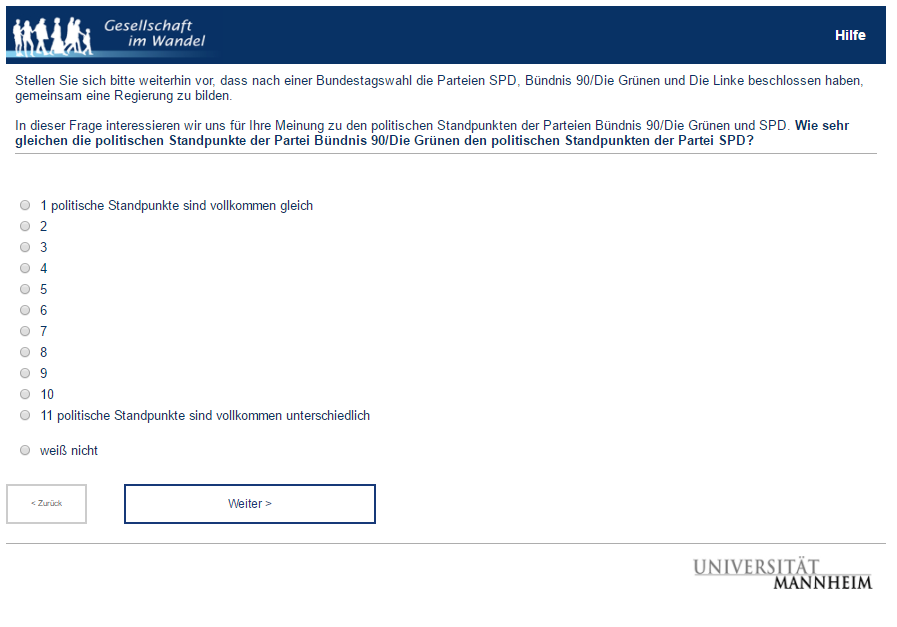 Gesellschaft
im Wandel
Hilfe
Stellen Sie sich bitte weiterhin vor, dass nach einer Bundestagswahl die Parteien SPD, Bündnis 90/Die Grünen und Die Linke beschlossen haben,
gemeinsam eine Regierung zu bilden.
In dieser Frage interessieren wir uns für Ihre Meinung zu den politischen Standpunkten der Parteien Bündnis 90/Die Grünen und SPD. Wie sehr
gleichen die politischen Standpunkte der Partei Bündnis 90/Die Grünen den politischen Standpunkten der Partei SPD?
1 politische Standpunkte sind vollkommen gleich
2
3
4
5
6
7
8
9
10
11 politische Standpunkte sind vollkommen unterschiedlich
weiß nicht
< Zurück
Weiter >
UNIVERSITÄT
MANNHEIM